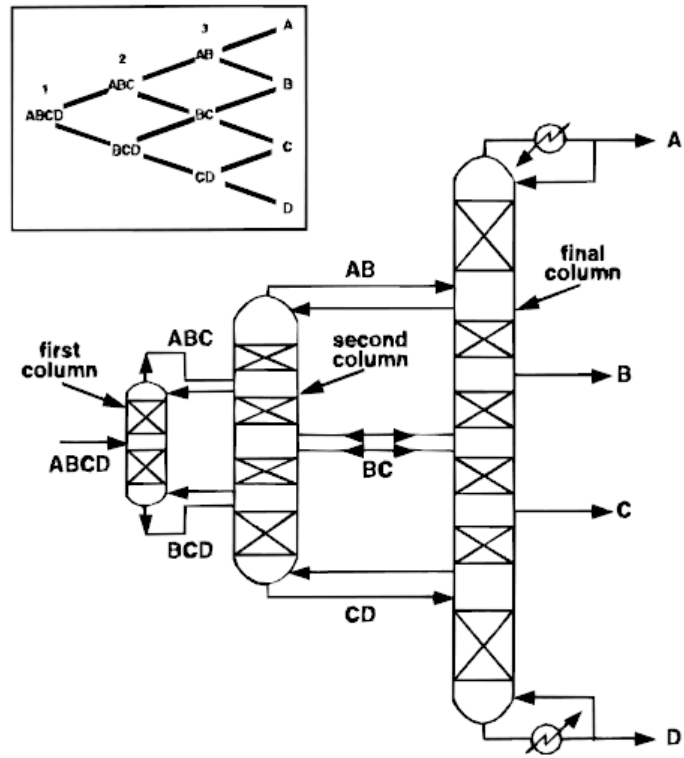 A
3
AB
2
ABC
B
1
ABCD
BC
BCD
C
CD
D
A
final
column
AB
ABC
second
column
first
column
B
ABCD
BC
C
BCD
CD
D